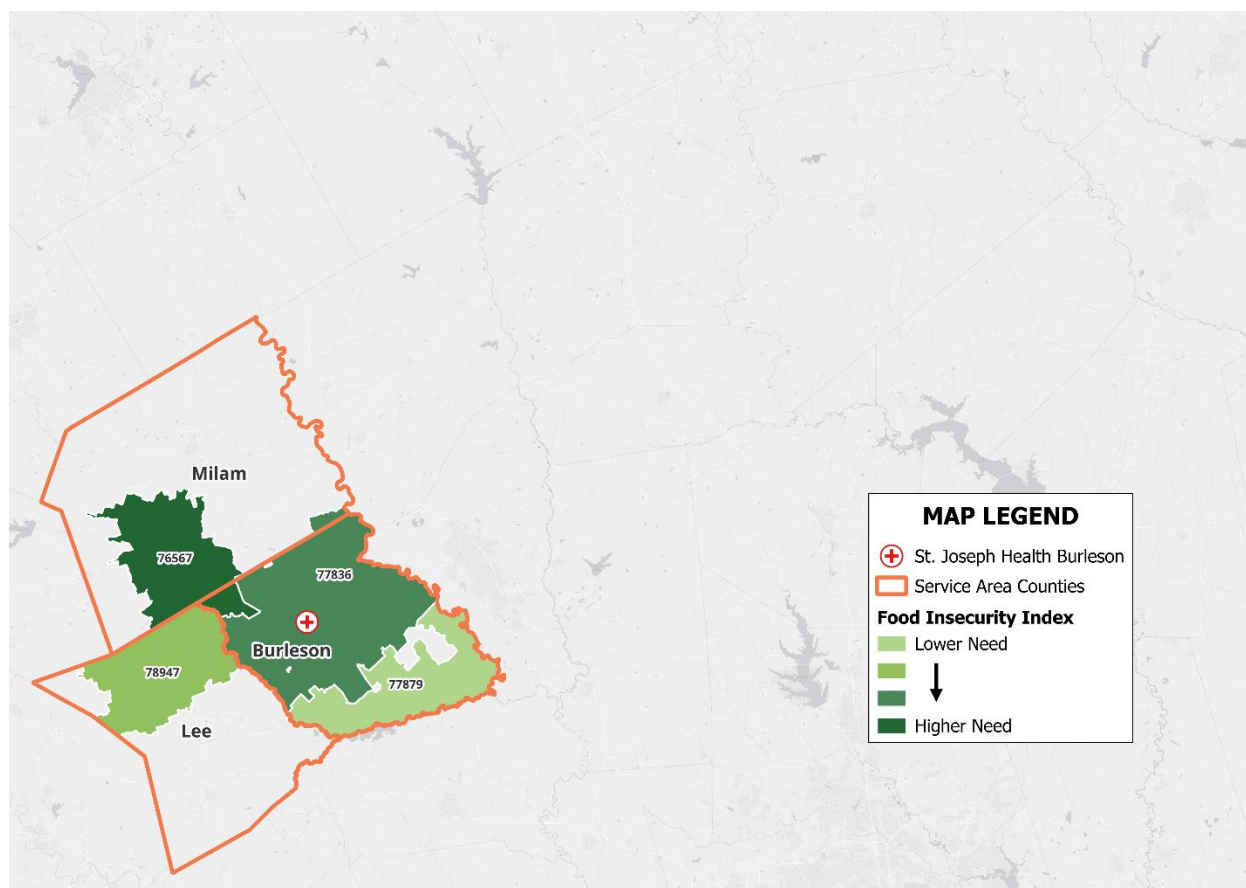 Milam
76567
77836
Burleson
78947
77879
Lee
MAP LEGEND
St. Joseph Health Burleson
Service Area Counties
Food Insecurity Index
Lower Need
Higher Need